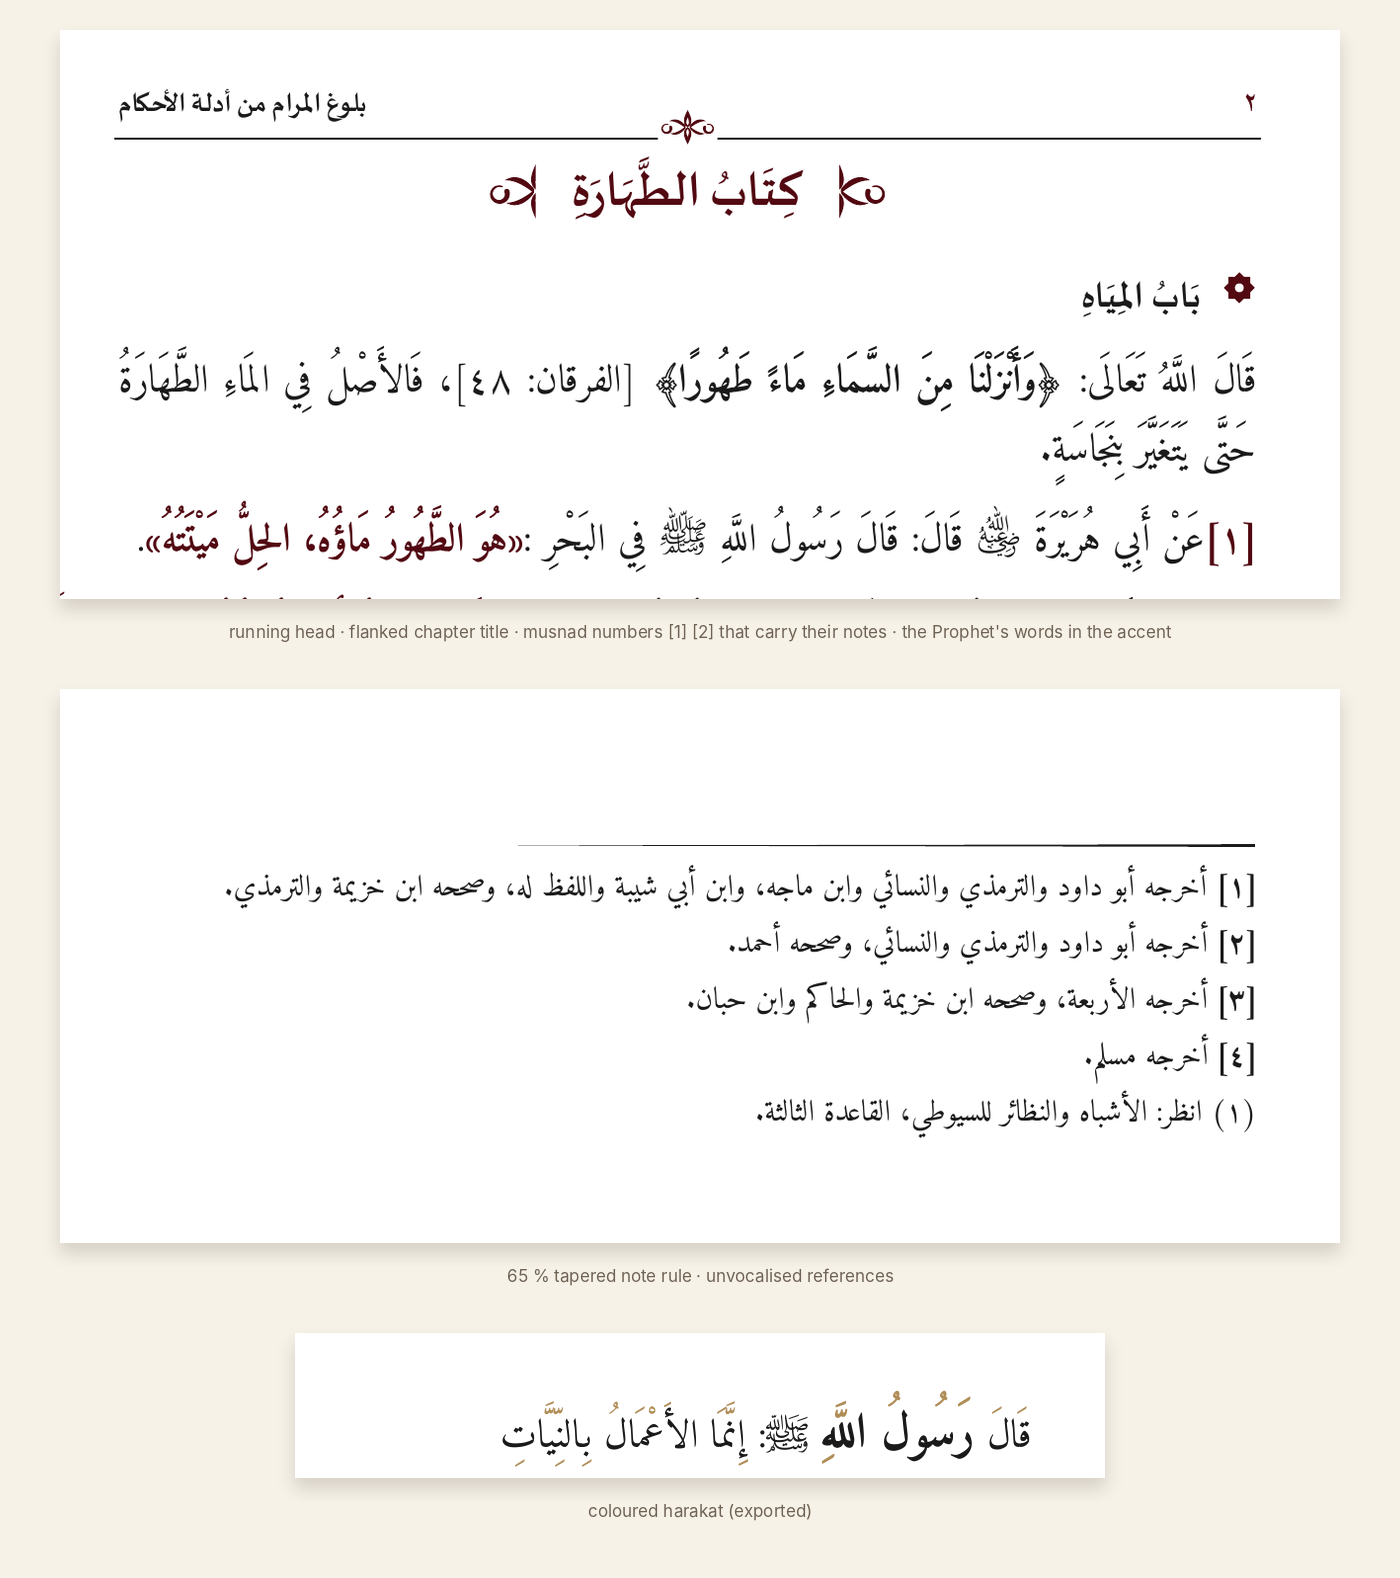 ٢
بلوغ المرام من أدلة الأحكام
كِتَابُ الطَّهَارَةِ
بَابُ المِيَاهِ
قَالَ اللَّهُ تَعَالَى: ﴿وَأَنْزَلْنَا مِنَ السَّمَاءِ مَاءً طَهُورًا﴾ [الفرقان: ٤٨]، فَالأَصْلُ فِي المَاءِ الطَّهَارَةُ
حَتَّى يَتَغَيَّرَ بِنَجَاسَةٍ.
[١] عَنْ أَبِي هُرَيْرَةَ ؓ قَالَ: قَالَ رَسُولُ اللَّهِ ﷺ فِي البَحْرِ: «هُوَ الطَّهُورُ مَاؤُهُ، الحِلُّ مَيْتَتُهُ».
running head · flanked chapter title · musnad numbers [1] [2] that carry their notes · the Prophet's words in the accent
[١] أخرجه أبو داود والترمذي والنسائي وابن ماجه، وابن أبي شيبة واللفظ له، وصححه ابن خزيمة والترمذي.
[٢] أخرجه أبو داود والترمذي والنسائي، وصححه أحمد.
[٣] أخرجه الأربعة، وصححه ابن خزيمة والحاكم وابن حبان.
[٤] أخرجه مسلم.
(١) انظر: الأشباه والنظائر للسيوطي، القاعدة الثالثة.
65 % tapered note rule · unvocalised references
قَالَ رَسُولُ اللَّهِ ﷺ: إِنَّمَا الأَعْمَالُ بِالنِّيَّاتِ
coloured harakat (exported)